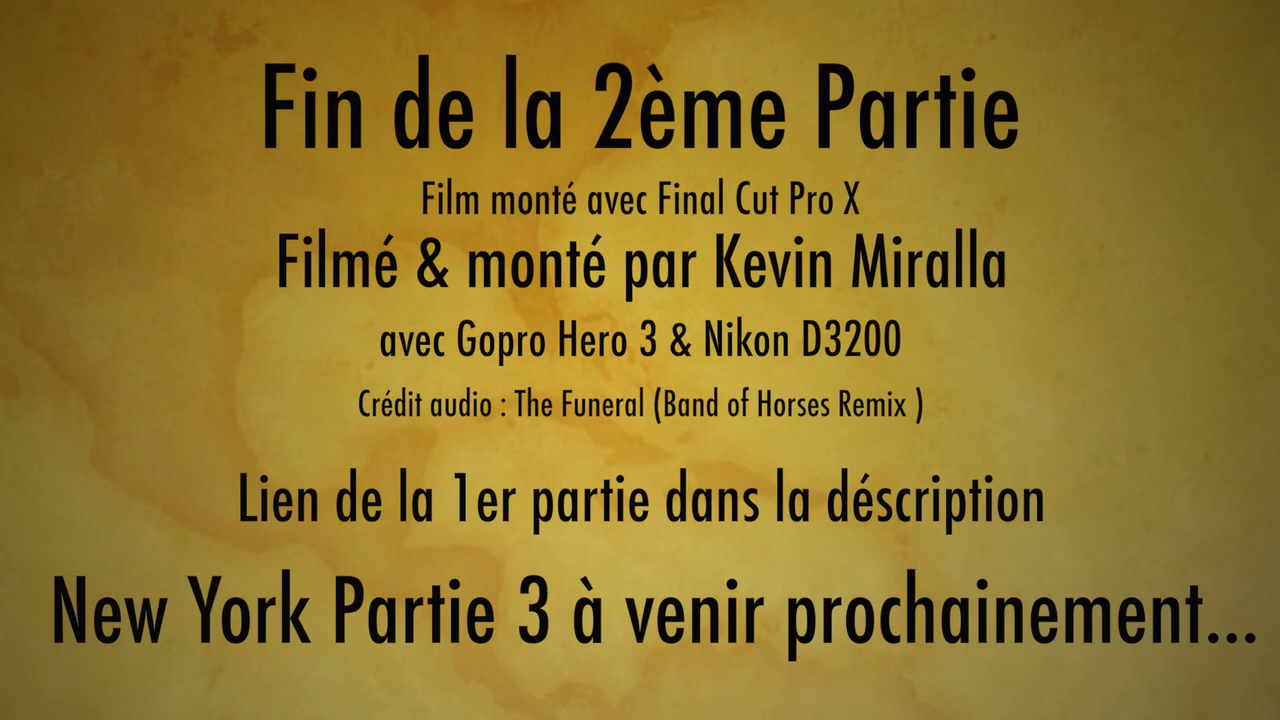 Fin de la 2ème Partie
Film monté avec Final Cut Pro X
Filmé & monté par Kevin Miralla
avec Gopro Hero 3 & Nikon D3200
Crédit audio : The Funeral (Band of Horses Remix )
Lien de la 1er partie dans la déscription
New York Partie 3 à venir prochainement...